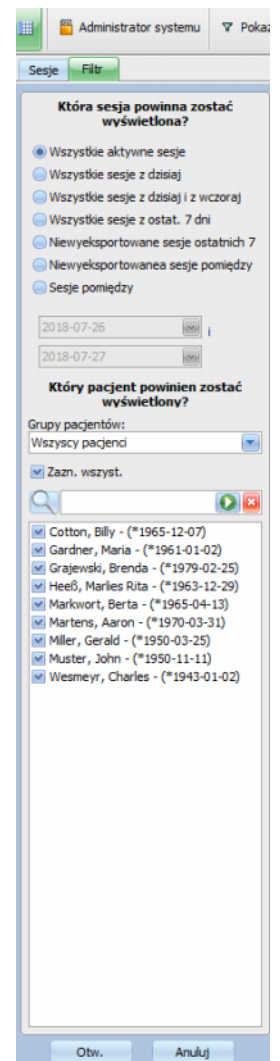 Administrator systemu Pokaz
Sesje Filtr
Która sesja powinna zostać
wyświetlona?
Wszystkie aktywne sesje
Wszystkie sesje z dzisiaj
Wszystkie sesje z dzisiaj i z wczoraj
Wszystkie sesje z ostat. 7 dni
Niewyeksportowane sesje ostatnich 7
Niewyeksportowanea sesje pomiędzy
Sesje pomiędzy
2018-07-26 i
2018-07-27
Który pacjent powinien zostać
wyświetlony?
Grupy pacjentów:
Wszyscy pacjenci
Zazn. wszyst.
Cotton, Billy - (*1965-12-07)
Gardner, Maria - (*1961-01-02)
Grajewski, Brenda - (*1979-02-25)
Heeß, Marlies Rita - (*1963-12-29)
Markwort, Berta - (*1965-04-13)
Martens, Aaron - (*1970-03-31)
Miller, Gerald - (*1950-03-25)
Muster, John - (*1950-11-11)
Wesmeyr, Charles - (*1943-01-02)
Otw. Anuluj